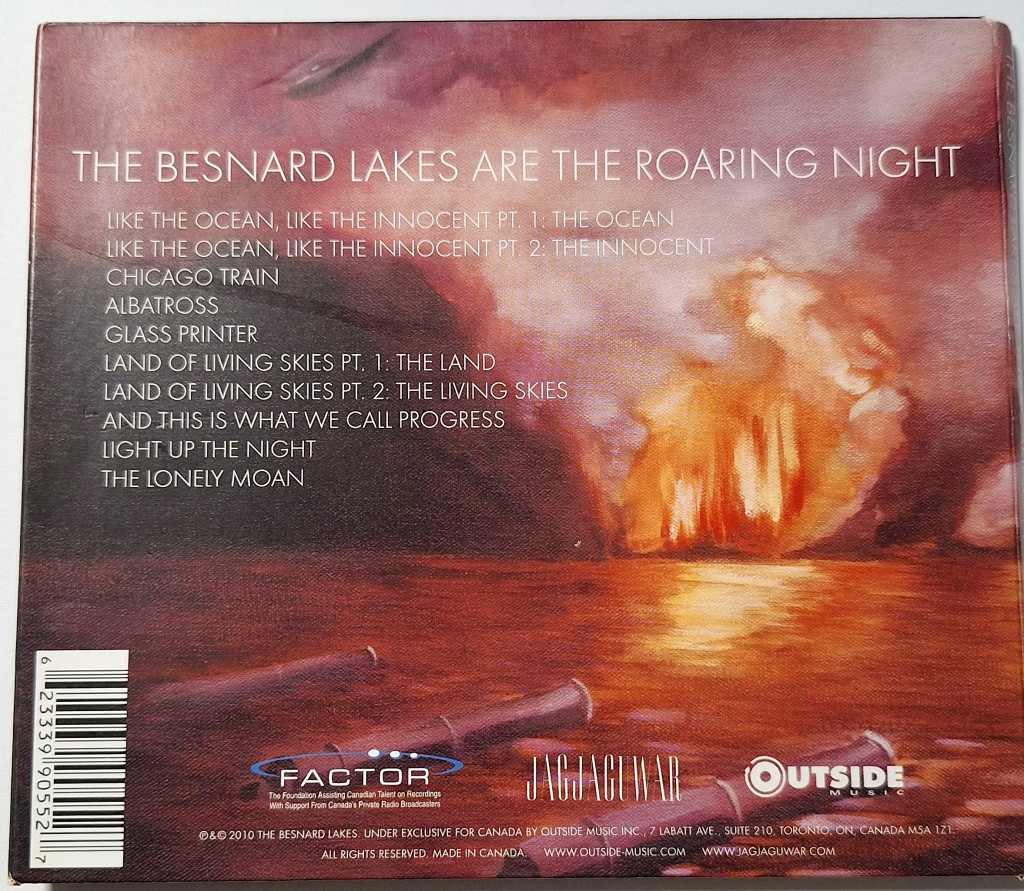 THE BESNARD LAKES ARE THE ROARING NIGHT
LIKE THE OCEAN, LIKE THE INNOCENT PT. 1: THE OCEAN
LIKE THE OCEAN, LIKE THE INNOCENT PT. 2: THE INNOCENT
CHICAGO TRAIN
ALBATROSS
GLASS PRINTER
LAND OF LIVING SKIES PT. 1: THE LAND
LAND OF LIVING SKIES PT. 2: THE LIVING SKIES
AND THIS IS WHAT WE CALL PROGRESS
LIGHT UP THE NIGHT
THE LONELY MOAN
6 23339 90552 7
FACTOR
The Foundation Assisting Canadian Talent on Recordings
With Support From Canada's Private Radio Broadcasters
JAGJAGUWAR
OUTSIDE
MUSIC
℗&© 2010 THE BESNARD LAKES. UNDER EXCLUSIVE FOR CANADA BY OUTSIDE MUSIC INC., 7 LABATT AVE., SUITE 210, TORONTO, ON, CANADA M5A 1Z1.
ALL RIGHTS RESERVED. MADE IN CANADA. WWW.OUTSIDE-MUSIC.COM WWW.JAGJAGUWAR.COM